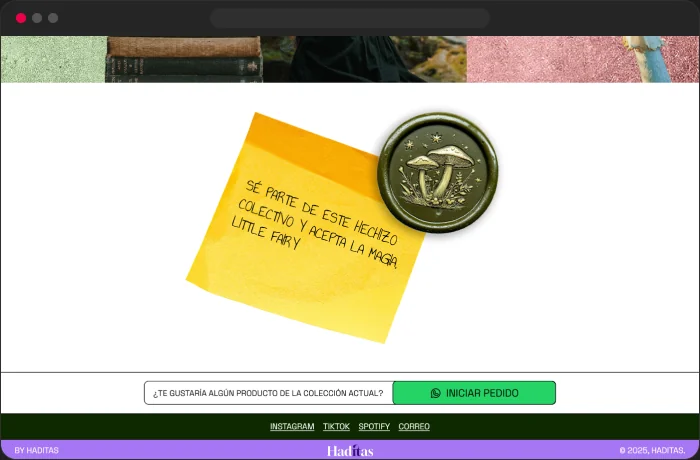 SÉ PARTE DE ESTE HECHIZO
COLECTIVO Y ACEPTA LA MAGIA.
LITTLE FAIRY
¿TE GUSTARÍA ALGÚN PRODUCTO DE LA COLECCIÓN ACTUAL?
INICIAR PEDIDO
INSTAGRAM TIKTOK SPOTIFY CORREO
BY HADITAS
Haditas
© 2025, HADITAS.